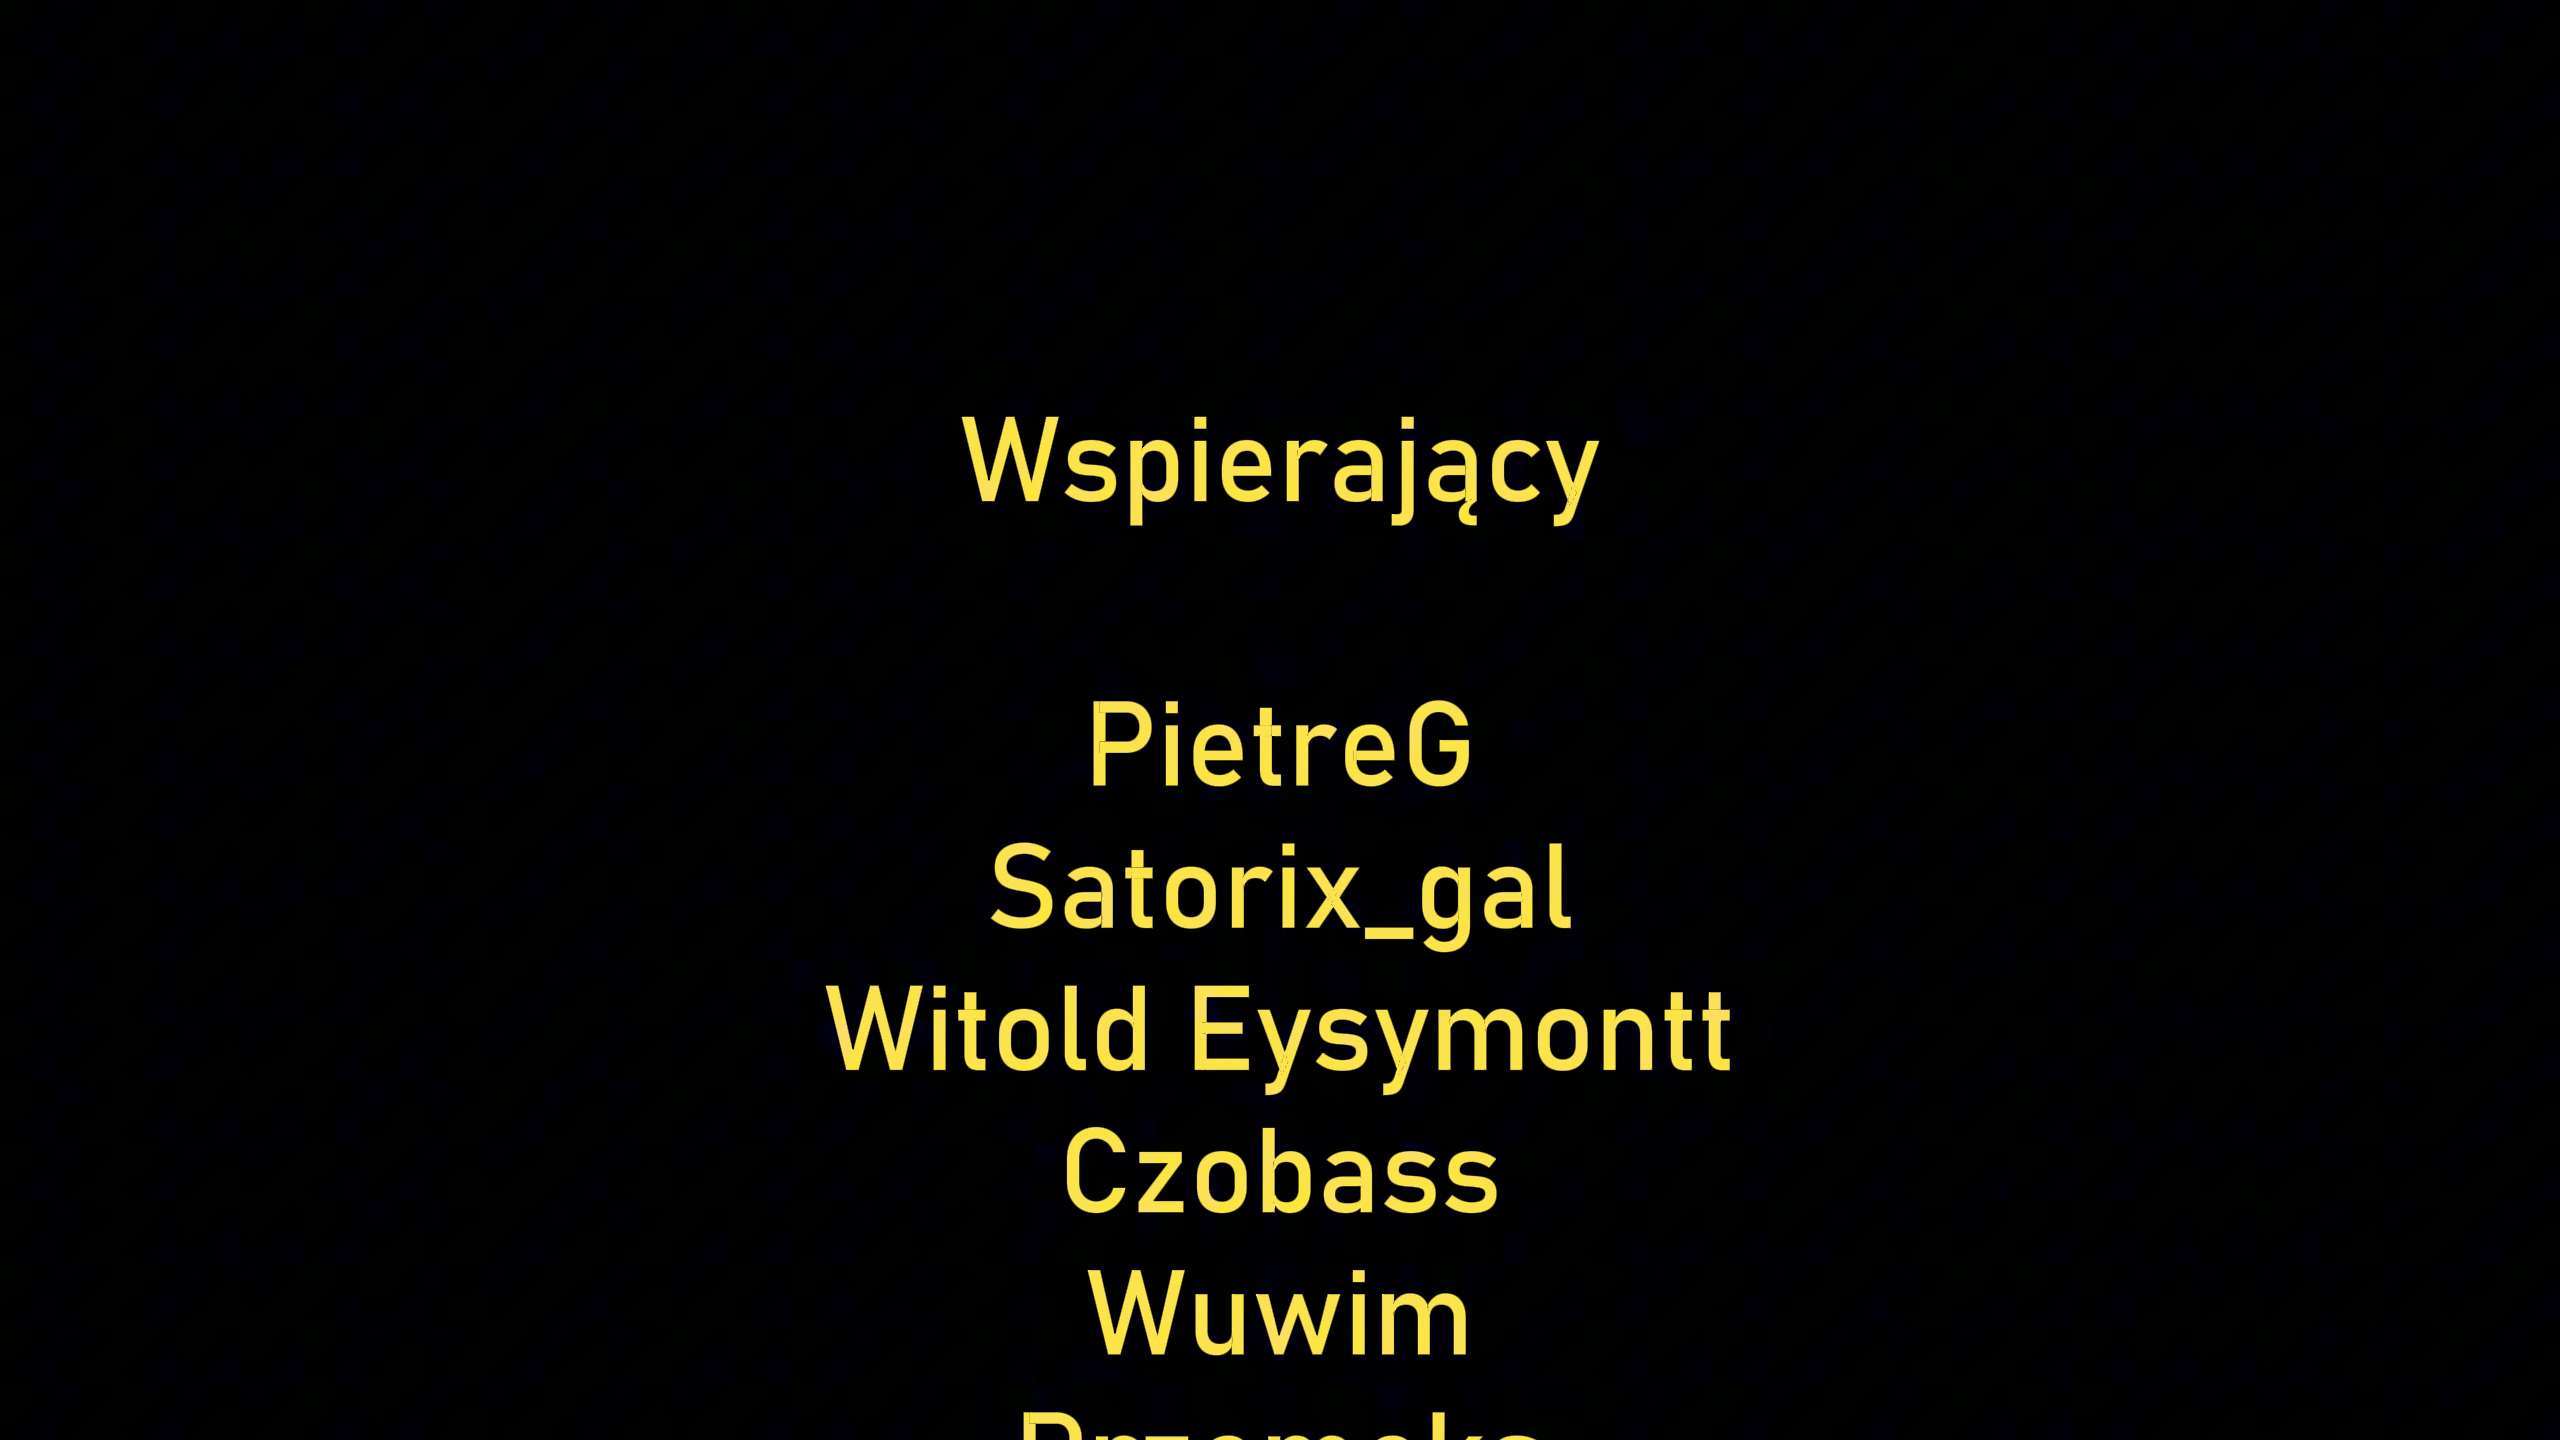 Wspierający
PietreG
Satorix_gal
Witold Eysymontt
Czobass
Wuwim